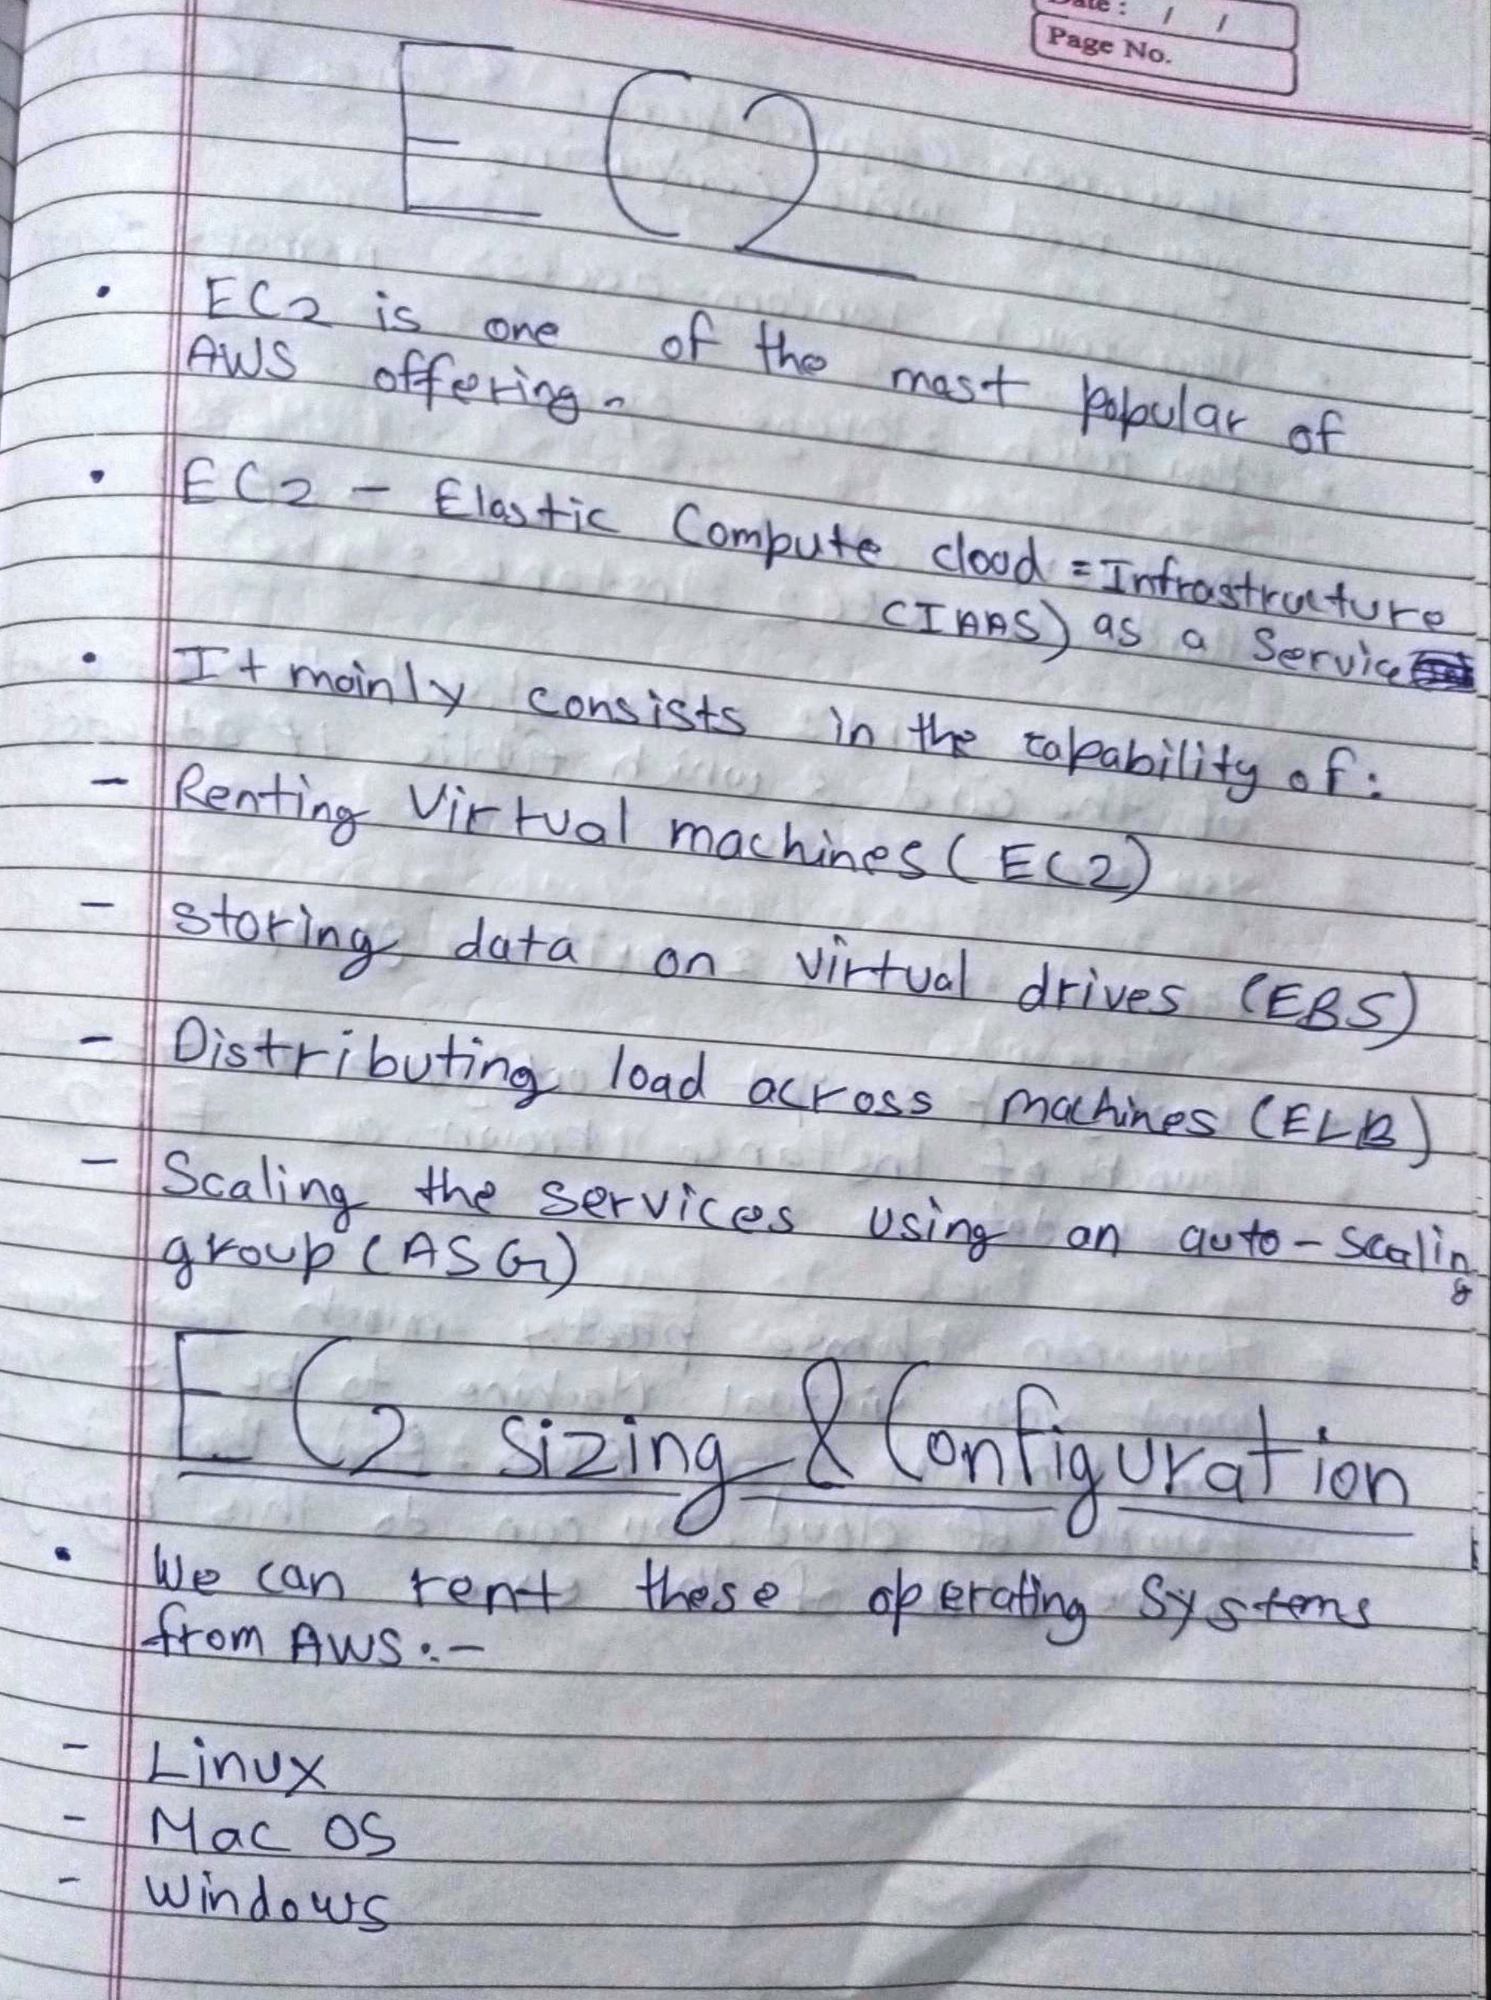 Date : / /
Page No.
EC2
• EC2 is one of the most popular of
AWS offering.
• EC2 - Elastic Compute cloud = Infrastructure
(IAAS) as a Service
• It mainly consists in the capability of :
- Renting Virtual machines (EC2)
- storing data on virtual drives (EBS)
- Distributing load across machines (ELB)
- Scaling the services using an auto-scaling
group (ASG)
EC2 sizing & Configuration
• We can rent these operating Systems
from AWS :-
- Linux
- Mac OS
- Windows